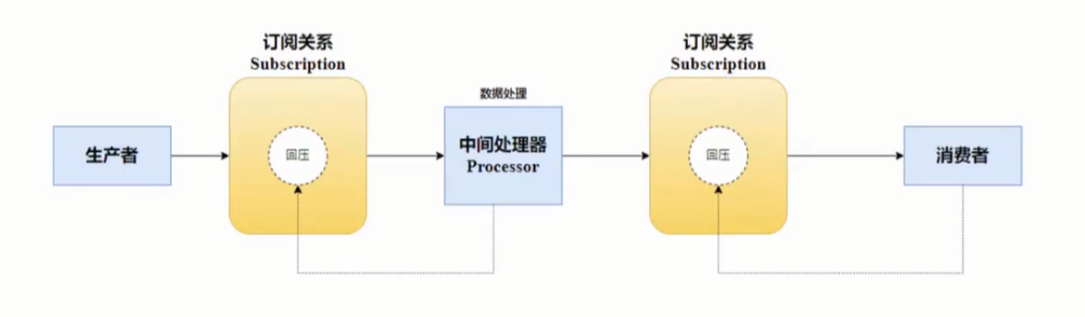 订阅关系
Subscription
订阅关系
Subscription
数据处理
生产者
回压
中间处理器
Processor
回压
消费者